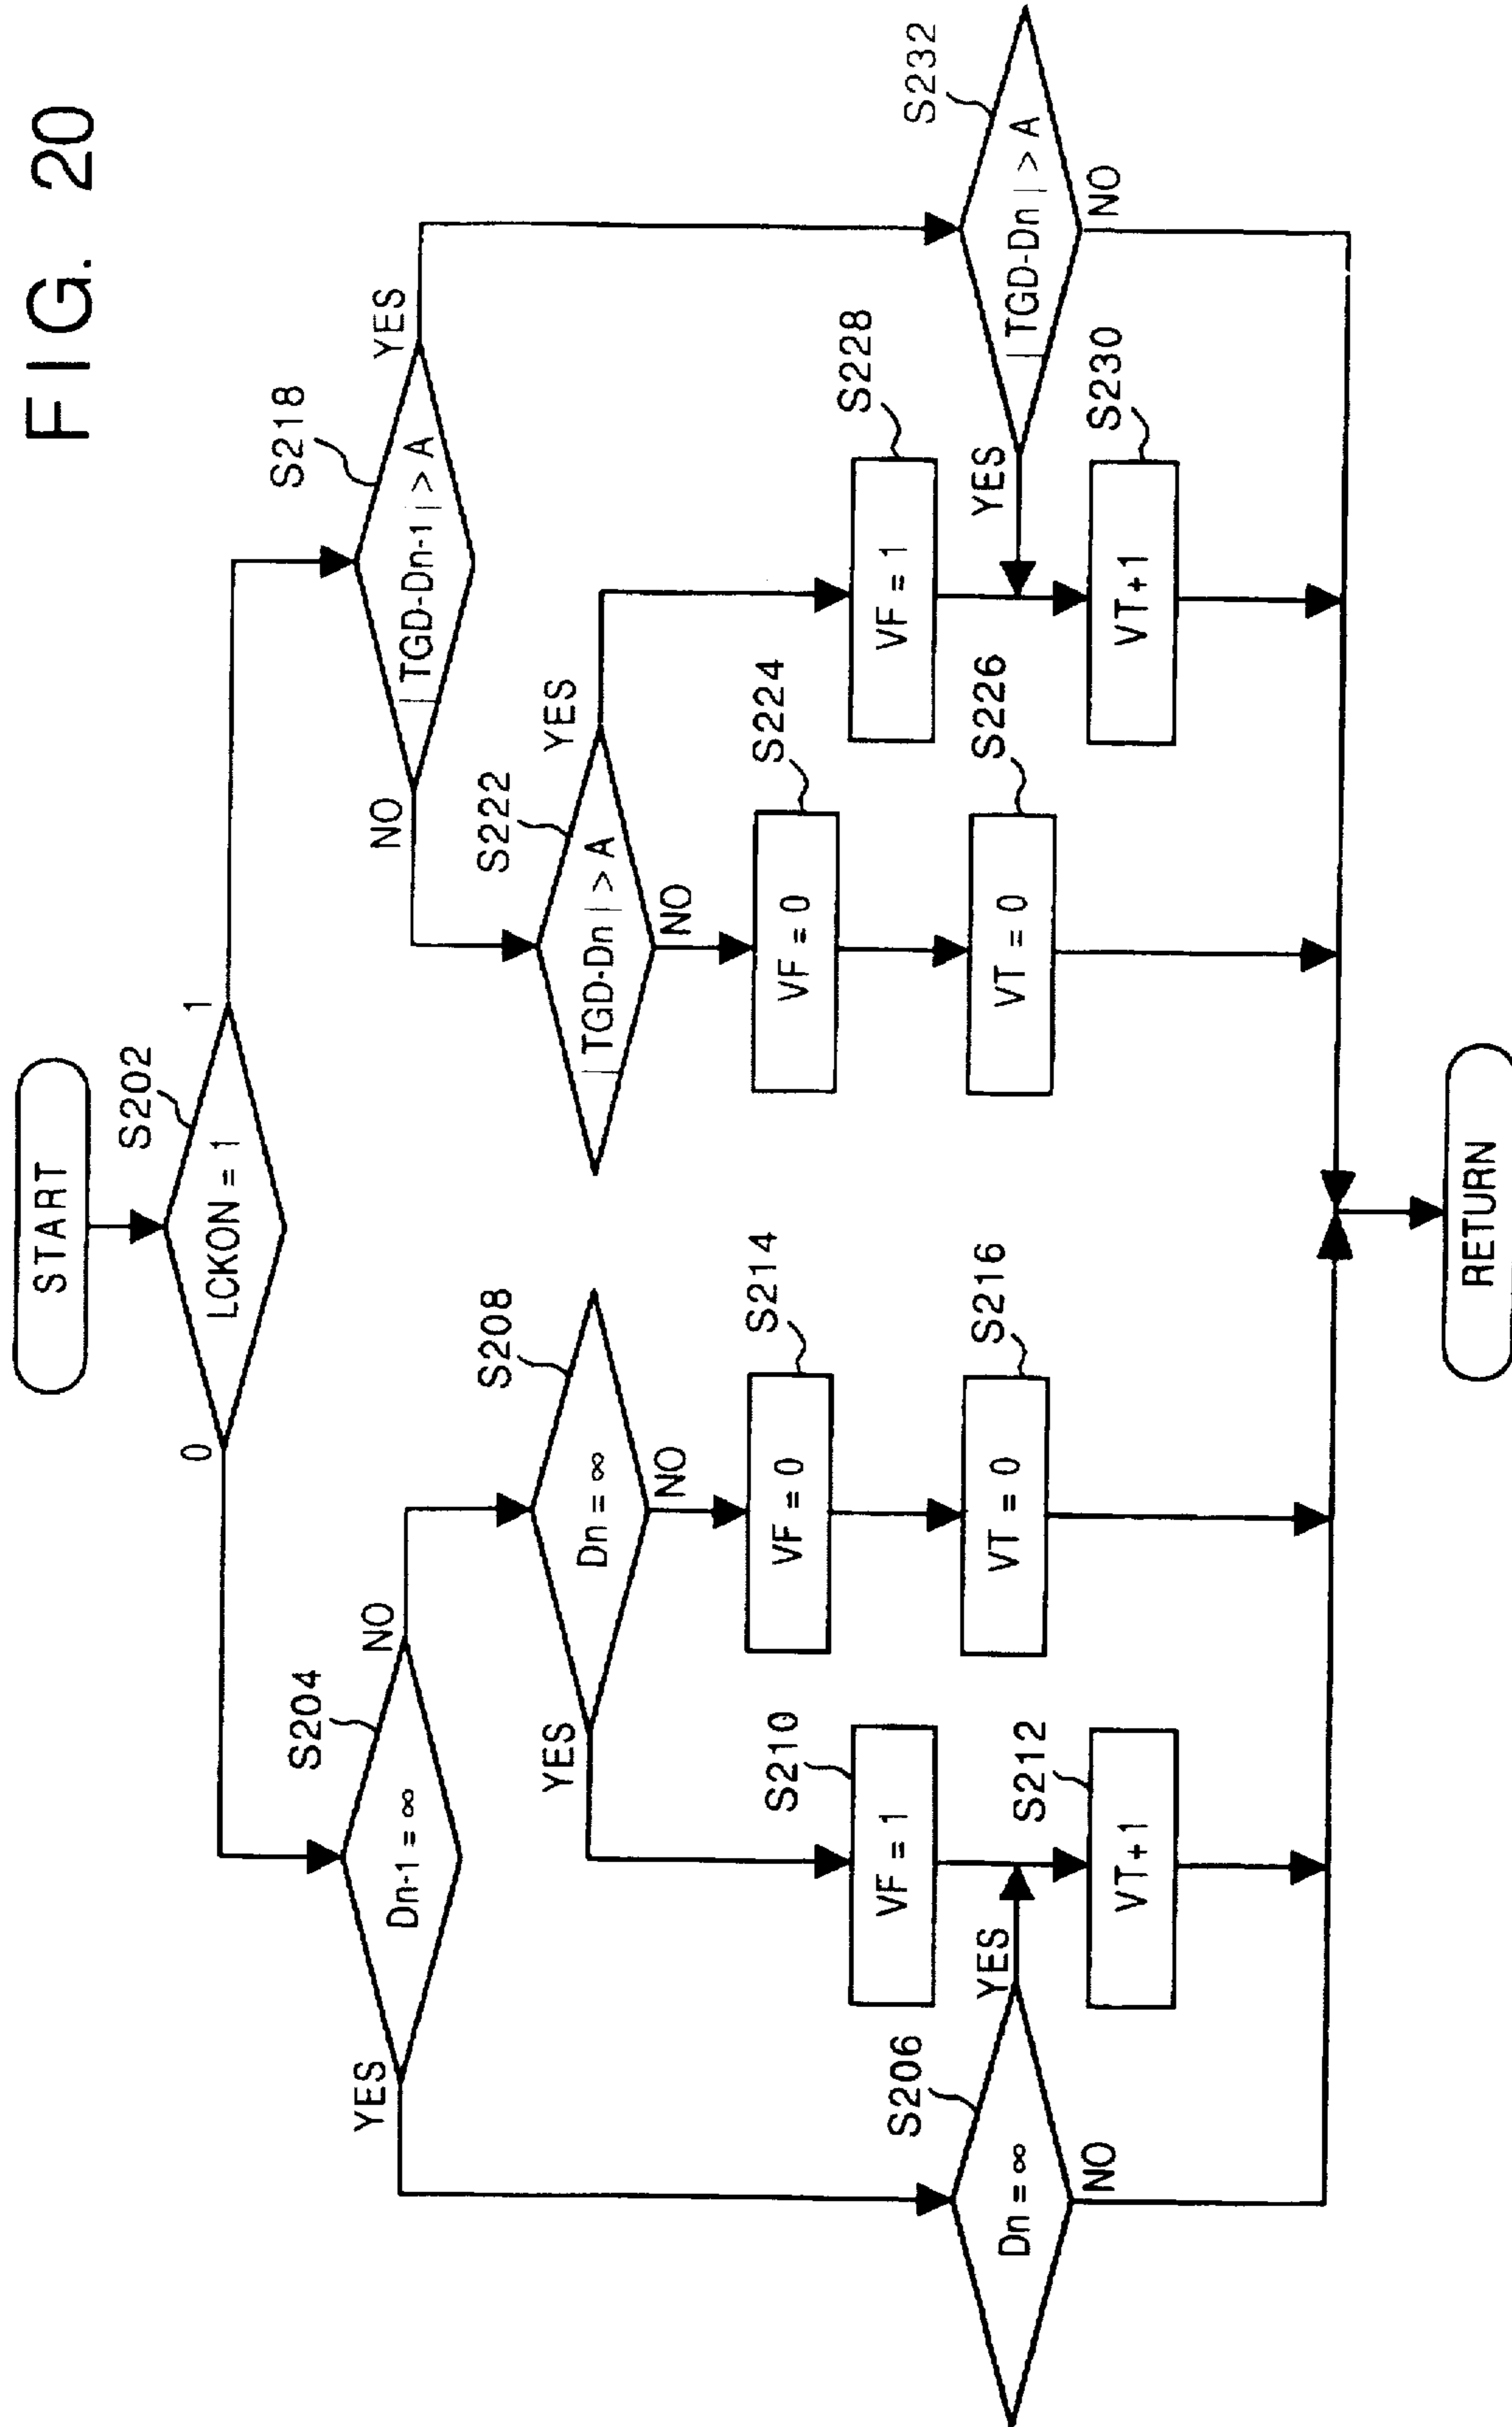 FIG. 20
START
S202
LCKON = 1
0
1
S204
Dn-1 = ∞
YES
NO
S218
| TGD-Dn-1 | > A
NO
YES
S208
Dn = ∞
YES
NO
S222
| TGD-Dn | > A
YES
NO
S210
VF = 1
S214
VF = 0
S224
VF = 0
S228
VF = 1
S206
Dn = ∞
YES
NO
S212
VT+1
S216
VT = 0
S226
VT = 0
S230
VT+1
S232
| TGD-Dn | > A
YES
NO
RETURN